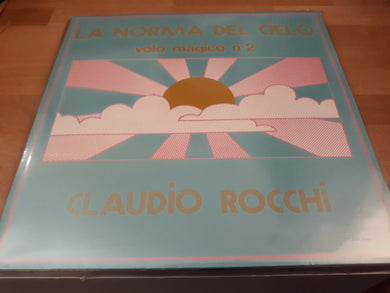 LA NORMA DEL CIELO
volo magico n°2
CLAUDiO ROCCHi